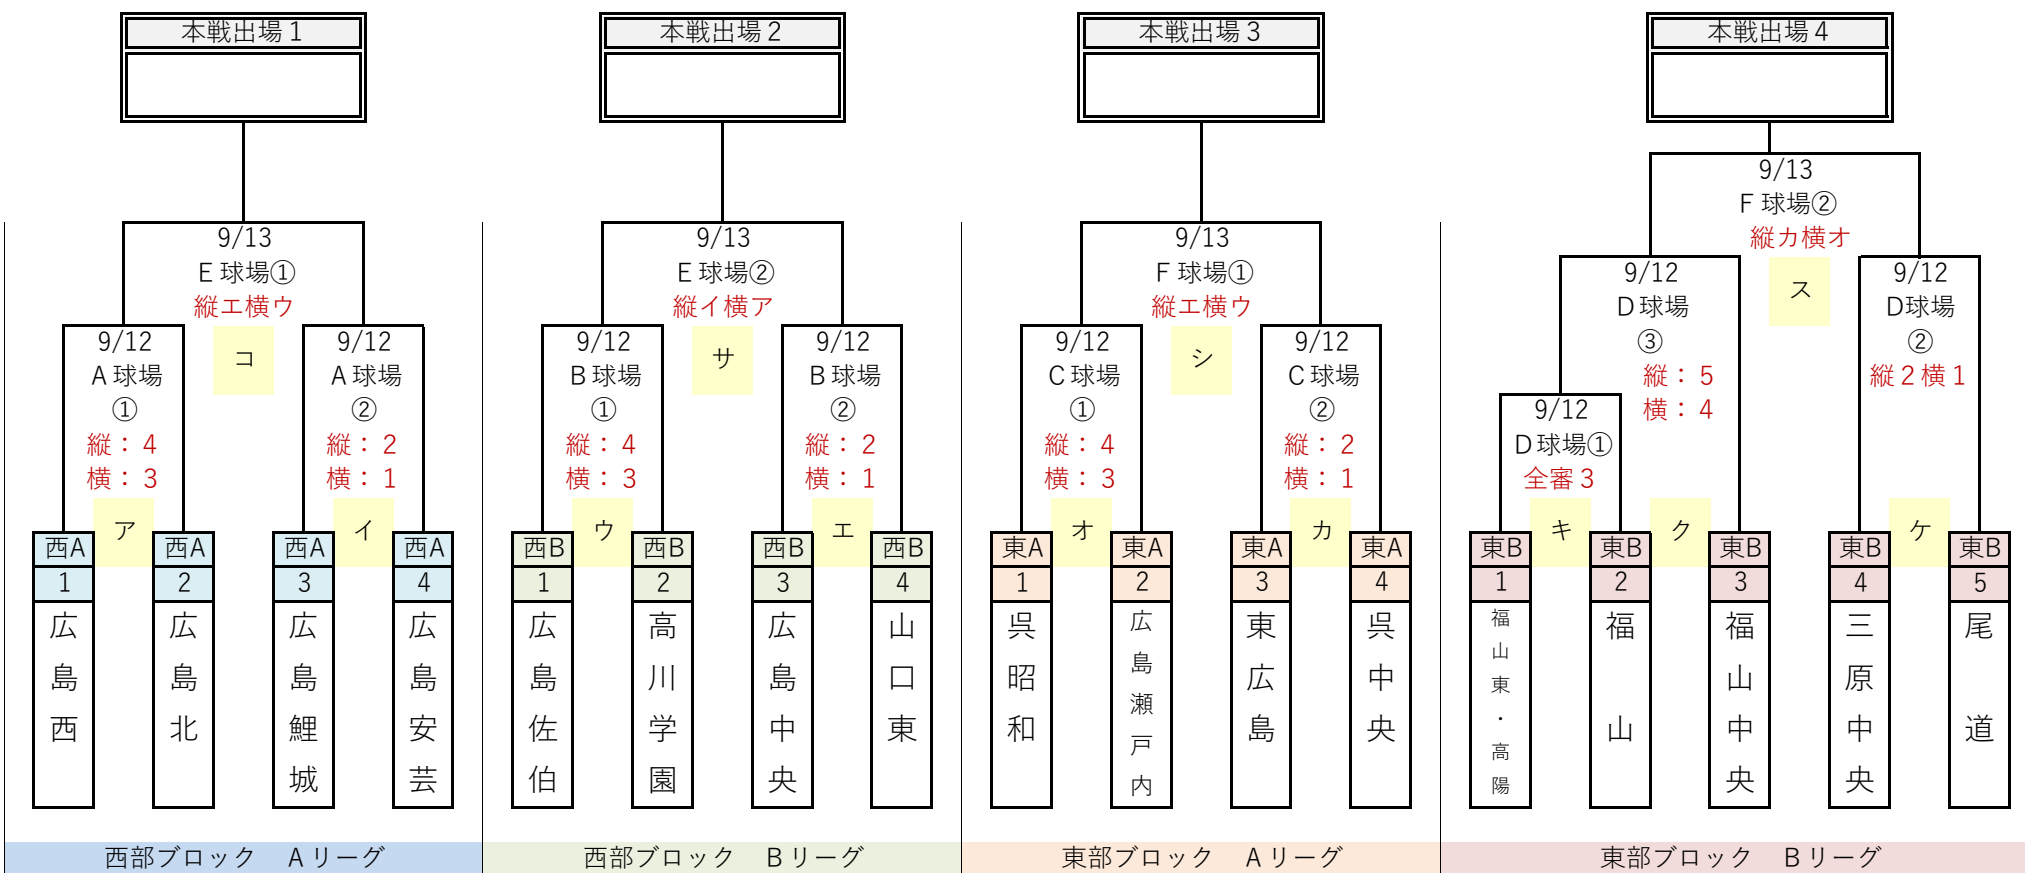 本戦出場1
本戦出場2
本戦出場3
本戦出場4
9/13
E球場①
縦エ横ウ
コ
9/12
A球場
①
縦：4
横：3
ア
9/12
A球場
②
縦：2
横：1
イ
西A
1
広島西
西A
2
広島北
西A
3
広島鯉城
西A
4
広島安芸
西部ブロック　Aリーグ
9/13
E球場②
縦イ横ア
サ
9/12
B球場
①
縦：4
横：3
ウ
9/12
B球場
②
縦：2
横：1
エ
西B
1
広島佐伯
西B
2
高川学園
西B
3
広島中央
西B
4
山口東
西部ブロック　Bリーグ
9/13
F球場①
縦エ横ウ
シ
9/12
C球場
①
縦：4
横：3
オ
9/12
C球場
②
縦：2
横：1
カ
東A
1
呉昭和
東A
2
広島瀬戸内
東A
3
東広島
東A
4
呉中央
東部ブロック　Aリーグ
9/13
F球場②
縦カ横オ
ス
9/12
D球場
③
縦：5
横：4
9/12
D球場
②
縦2横1
9/12
D球場①
全審3
キ
ク
ケ
東B
1
福山東・高陽
東B
2
福山
東B
3
福山中央
東B
4
三原中央
東B
5
尾道
東部ブロック　Bリーグ